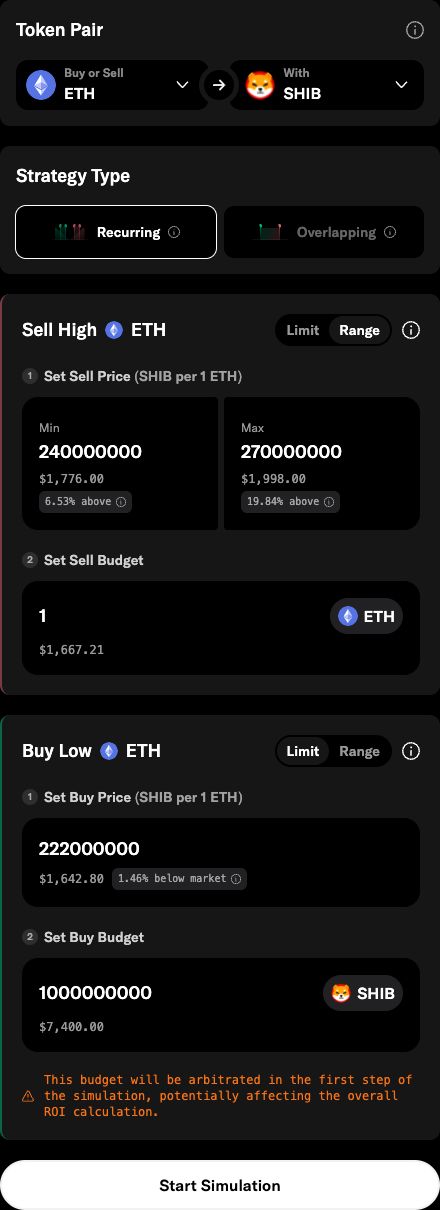 Token Pair
Buy or Sell
ETH
With
SHIB
Strategy Type
Recurring
Overlapping
Sell High ETH
Limit Range
1 Set Sell Price (SHIB per 1 ETH)
Min
240000000
$1,776.00
6.53% above
Max
270000000
$1,998.00
19.84% above
2 Set Sell Budget
1
ETH
$1,667.21
Buy Low ETH
Limit Range
1 Set Buy Price (SHIB per 1 ETH)
222000000
$1,642.80 1.46% below market
2 Set Buy Budget
1000000000
SHIB
$7,400.00
This budget will be arbitrated in the first step of
the simulation, potentially affecting the overall
ROI calculation.
Start Simulation